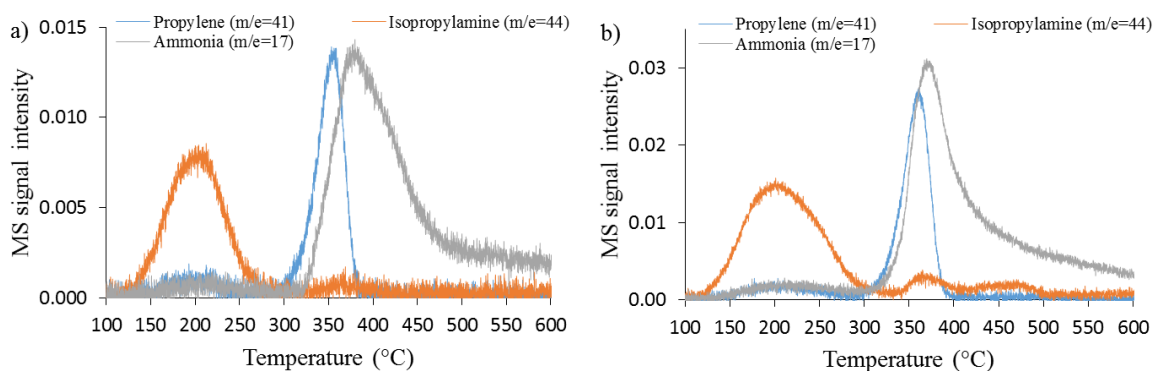 a)
Propylene (m/e=41)
Isopropylamine (m/e=44)
Ammonia (m/e=17)
MS signal intensity
0.015
0.010
0.005
0.000
100 150 200 250 300 350 400 450 500 550 600
Temperature (°C)
b)
Propylene (m/e=41)
Isopropylamine (m/e=44)
Ammonia (m/e=17)
MS signal intensity
0.03
0.02
0.01
0.00
100 150 200 250 300 350 400 450 500 550 600
Temperature (°C)